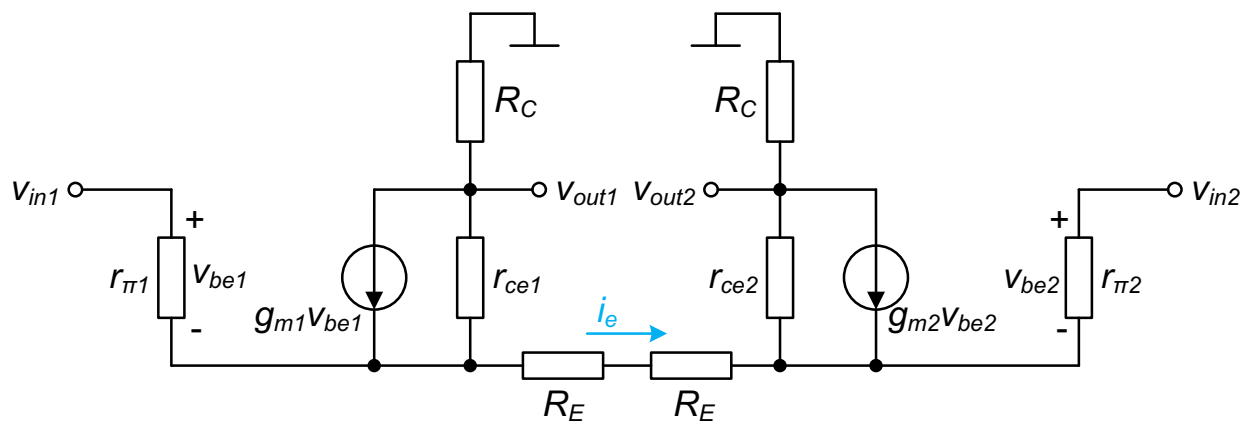 R_C
R_C
v_in1
v_out1
v_out2
v_in2
+
+
r_π1
v_be1
r_ce1
r_ce2
v_be2
r_π2
-
g_m1v_be1
i_e
g_m2v_be2
-
R_E
R_E